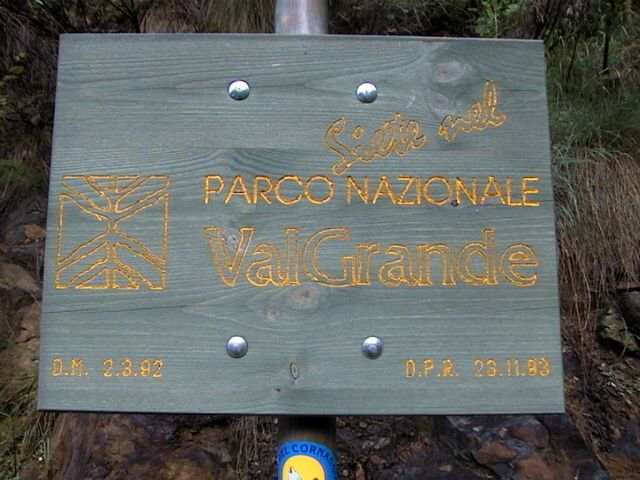 Siete nel
PARCO NAZIONALE
ValGrande
D.M. 2.3.92
D.P.R. 23.11.93